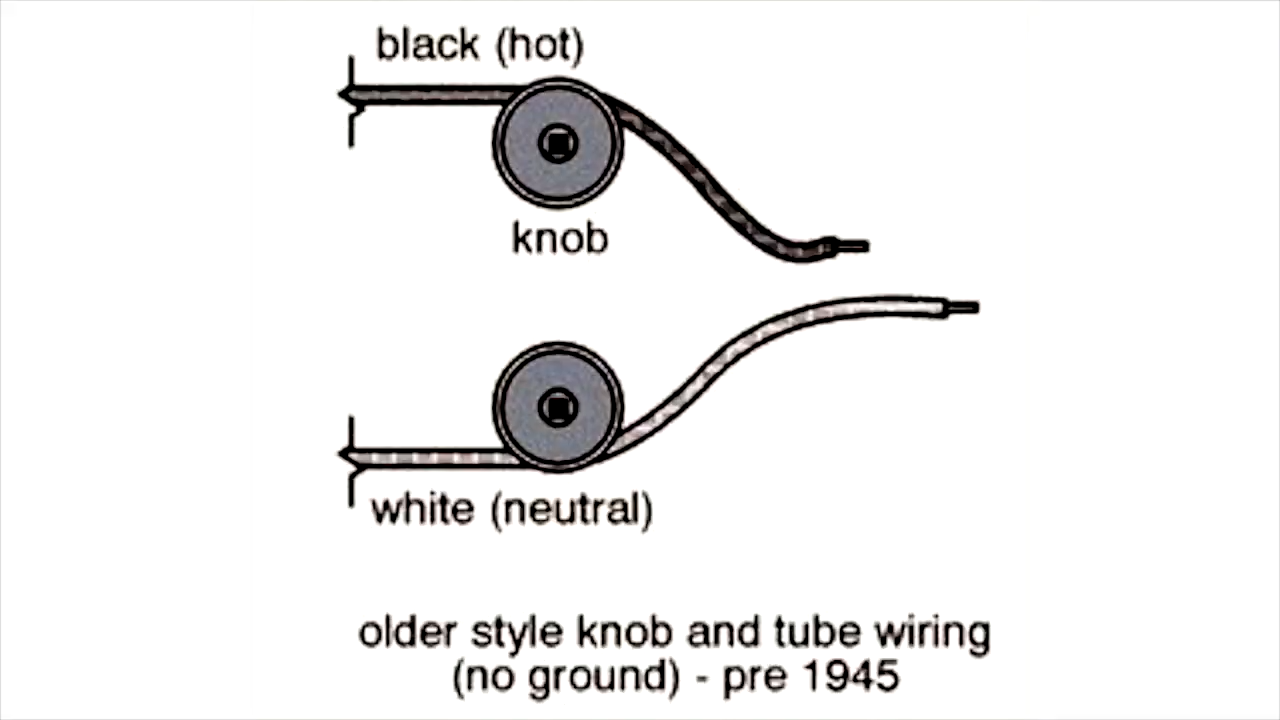 black (hot)
knob
white (neutral)
older style knob and tube wiring
(no ground) - pre 1945